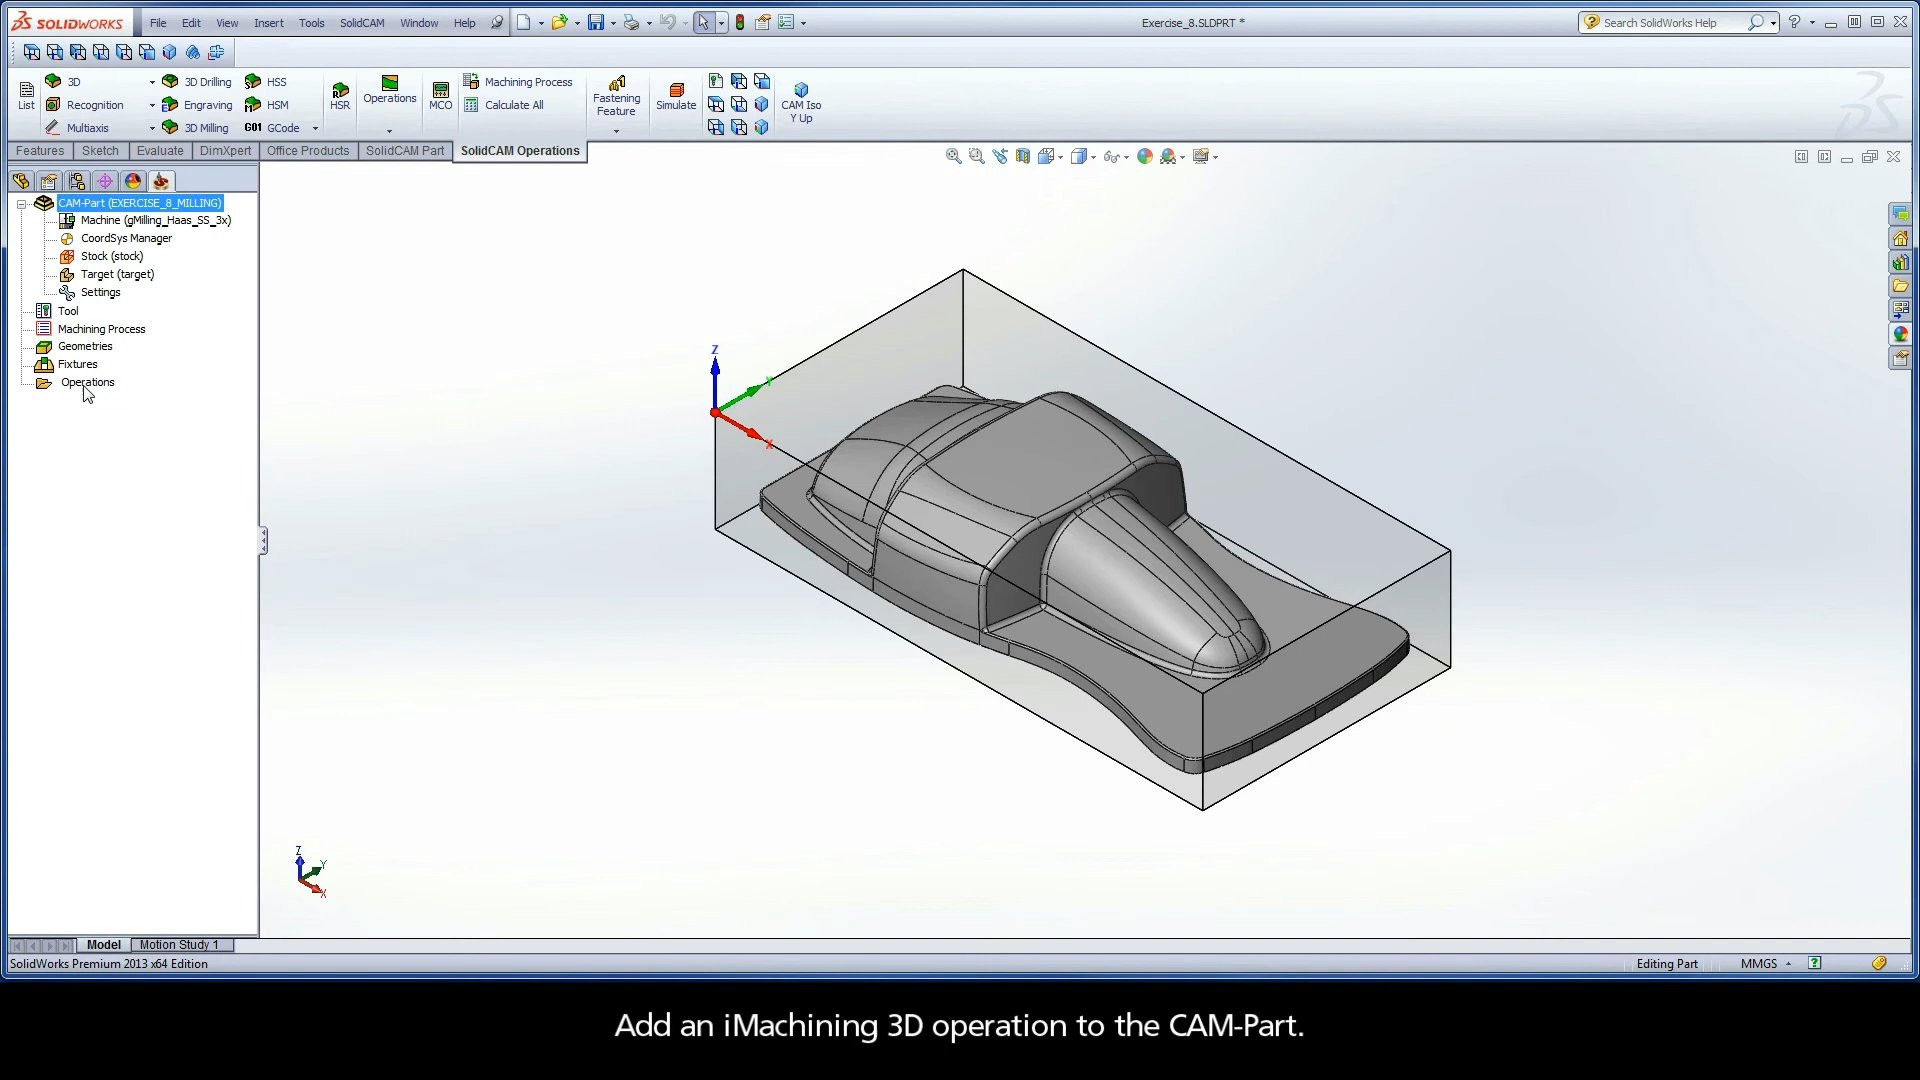 SOLIDWORKS File Edit View Insert Tools SolidCAM Window Help Exercise_8.SLDPRT * Search SolidWorks Help
3D 3D Drilling HSS Machining Process
List Recognition Engraving HSM HSR Operations MCO Calculate All Fastening Feature Simulate CAM Iso Y Up
Multiaxis 3D Milling G01 GCode
Features Sketch Evaluate DimXpert Office Products SolidCAM Part SolidCAM Operations
CAM-Part (EXERCISE_8_MILLING)
Machine (gMilling_Haas_SS_3x)
CoordSys Manager
Stock (stock)
Target (target)
Settings
Tool
Machining Process
Geometries
Fixtures
Operations
Z
Y
X
Z
Y
X
Model Motion Study 1
SolidWorks Premium 2013 x64 Edition Editing Part MMGS
Add an iMachining 3D operation to the CAM-Part.